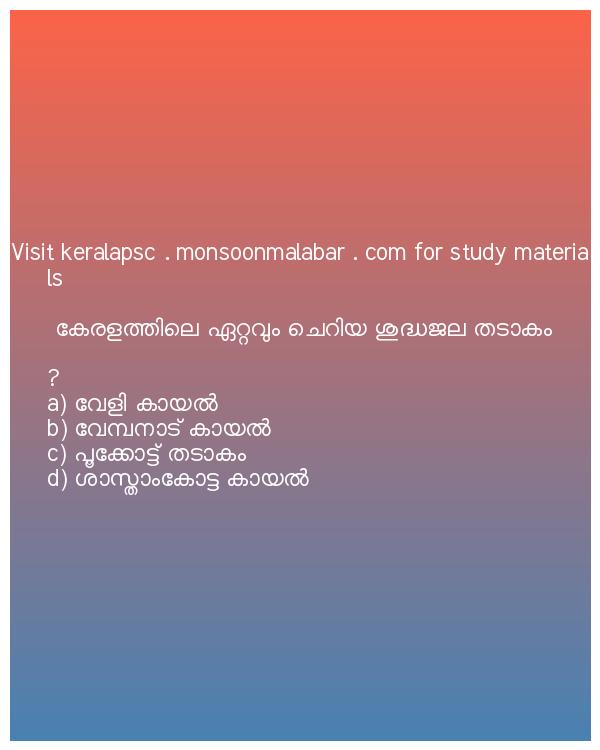 Visit keralapsc . monsoonmalabar . com for study materia
ls
കേരളത്തിലെ ഏറ്റവും ചെറിയ ശുദ്ധജല തടാകം
?
a) വേളി കായൽ
b) വേമ്പനാട് കായൽ
c) പൂക്കോട്ട് തടാകം
d) ശാസ്താംകോട്ട കായൽ